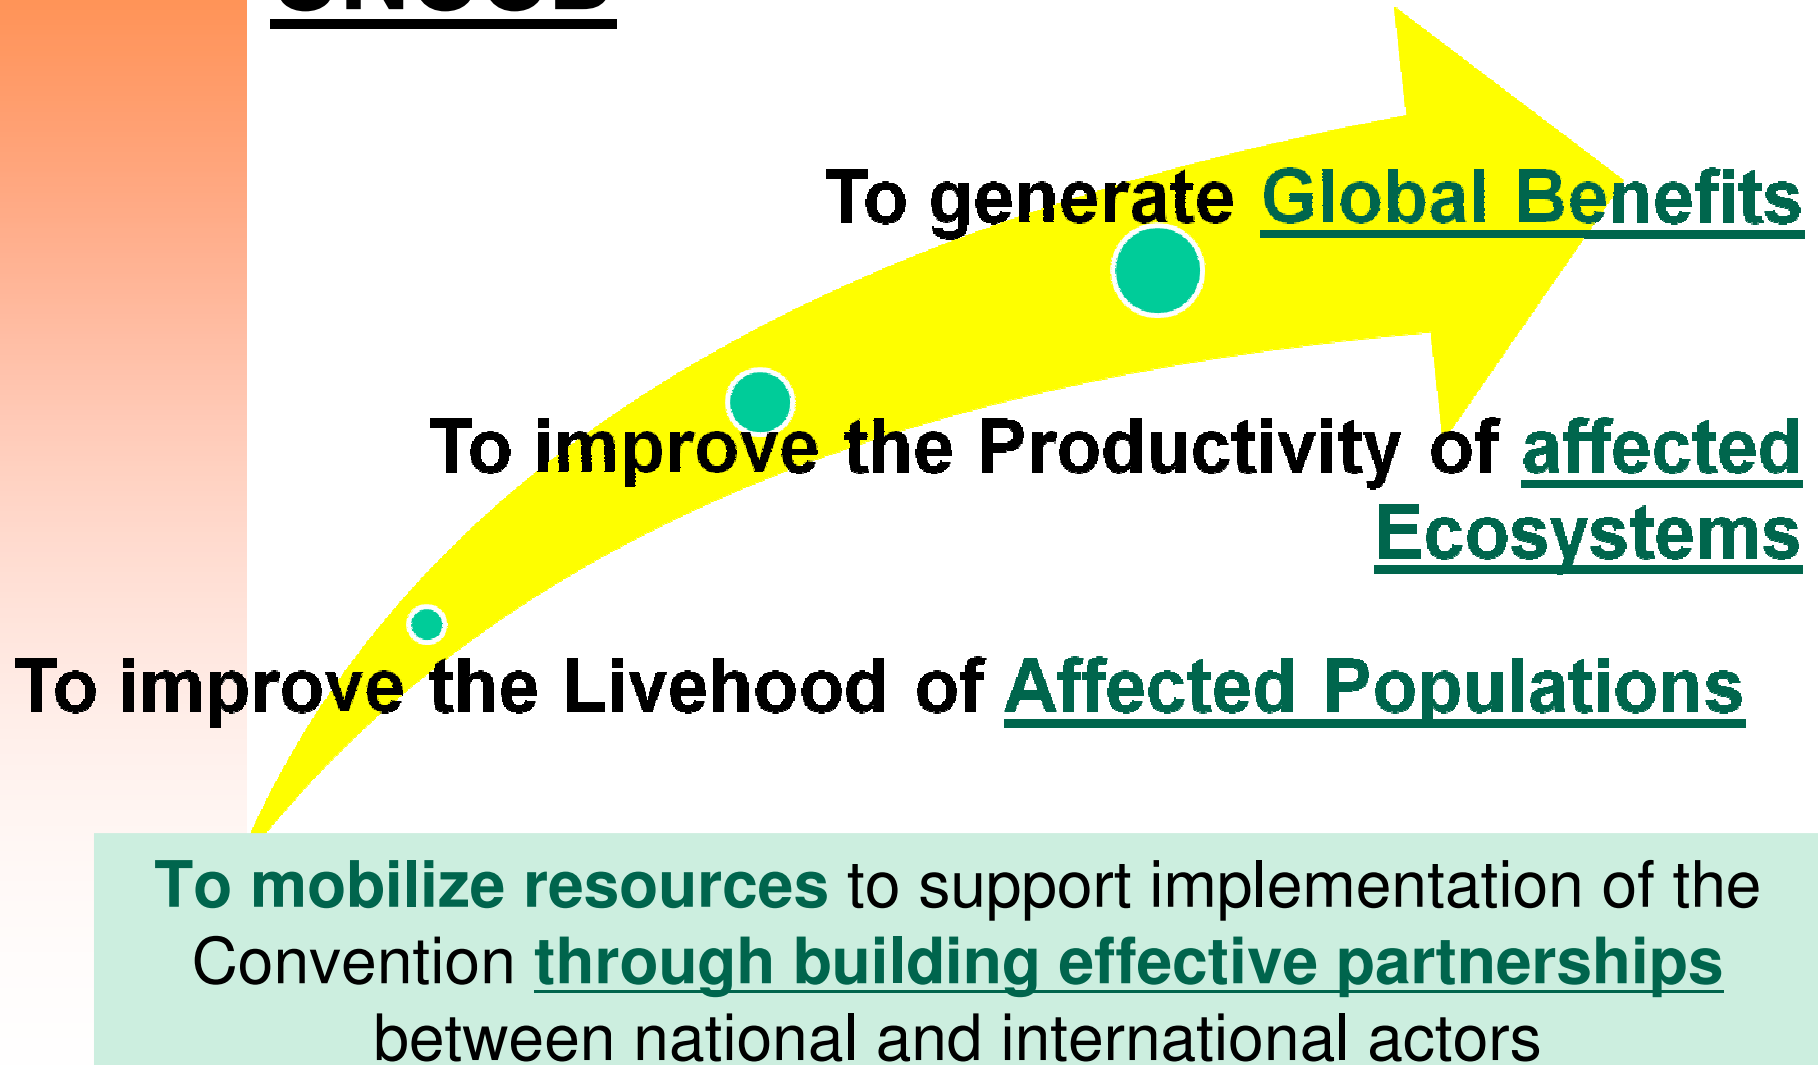 To generate Global Benefits
To improve the Productivity of affected
Ecosystems
To improve the Livehood of Affected Populations
To mobilize resources to support implementation of the
Convention through building effective partnerships
between national and international actors